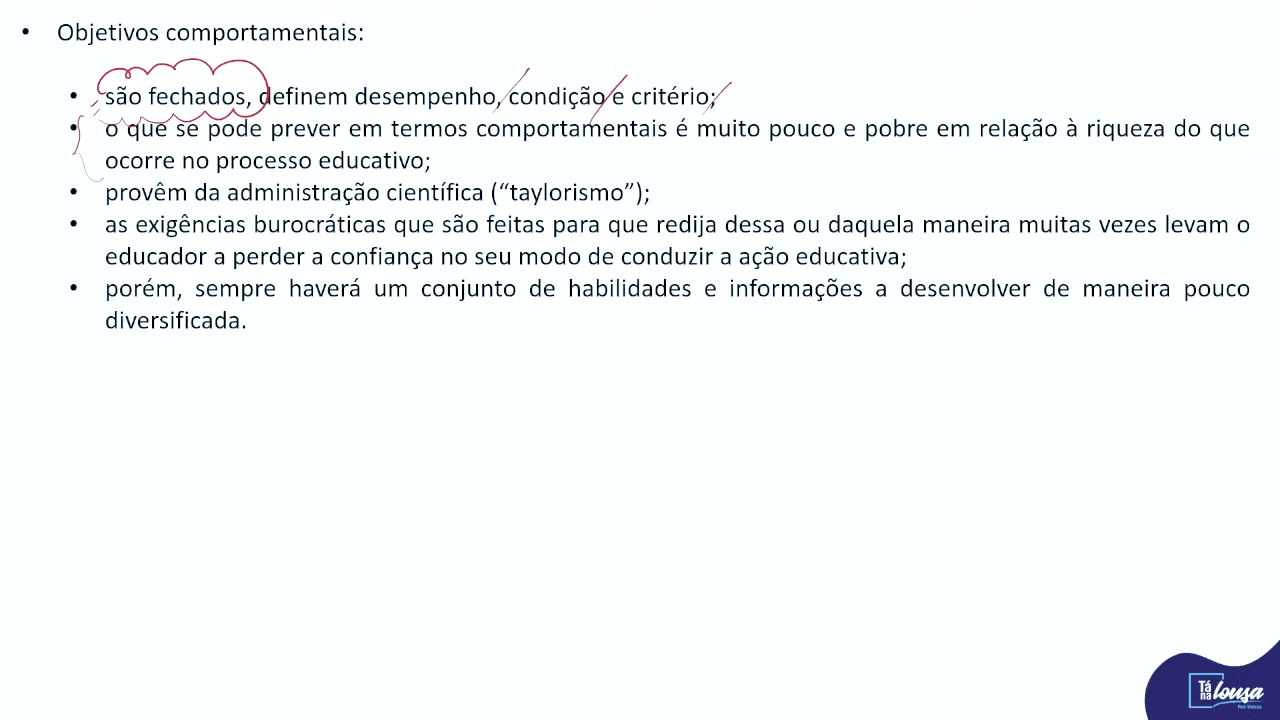 • Objetivos comportamentais:
• são fechados, definem desempenho, condição e critério;
• o que se pode prever em termos comportamentais é muito pouco e pobre em relação à riqueza do que
ocorre no processo educativo;
• provêm da administração científica (“taylorismo”);
• as exigências burocráticas que são feitas para que redija dessa ou daquela maneira muitas vezes levam o
educador a perder a confiança no seu modo de conduzir a ação educativa;
• porém, sempre haverá um conjunto de habilidades e informações a desenvolver de maneira pouco
diversificada.
Tá na lousa